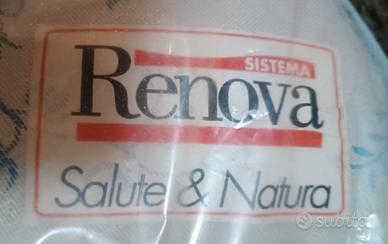 SISTEMA
Renova
Salute & Natura
subito